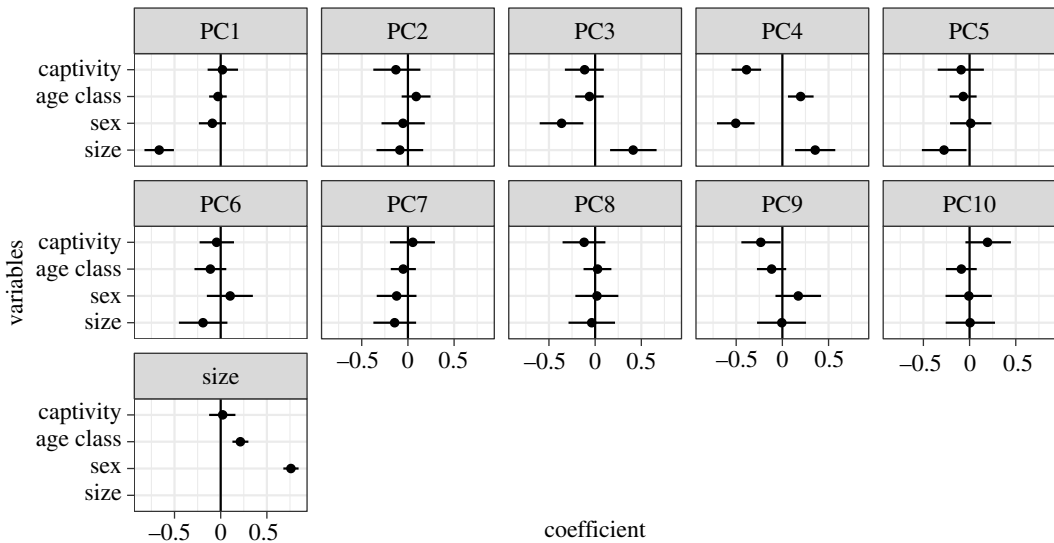 PC1 PC2 PC3 PC4 PC5
captivity
age class
sex
size
PC6 PC7 PC8 PC9 PC10
captivity
age class
sex
size
−0.5 0 0.5 −0.5 0 0.5 −0.5 0 0.5 −0.5 0 0.5
size
captivity
age class
sex
size
−0.5 0 0.5
variables
coefficient